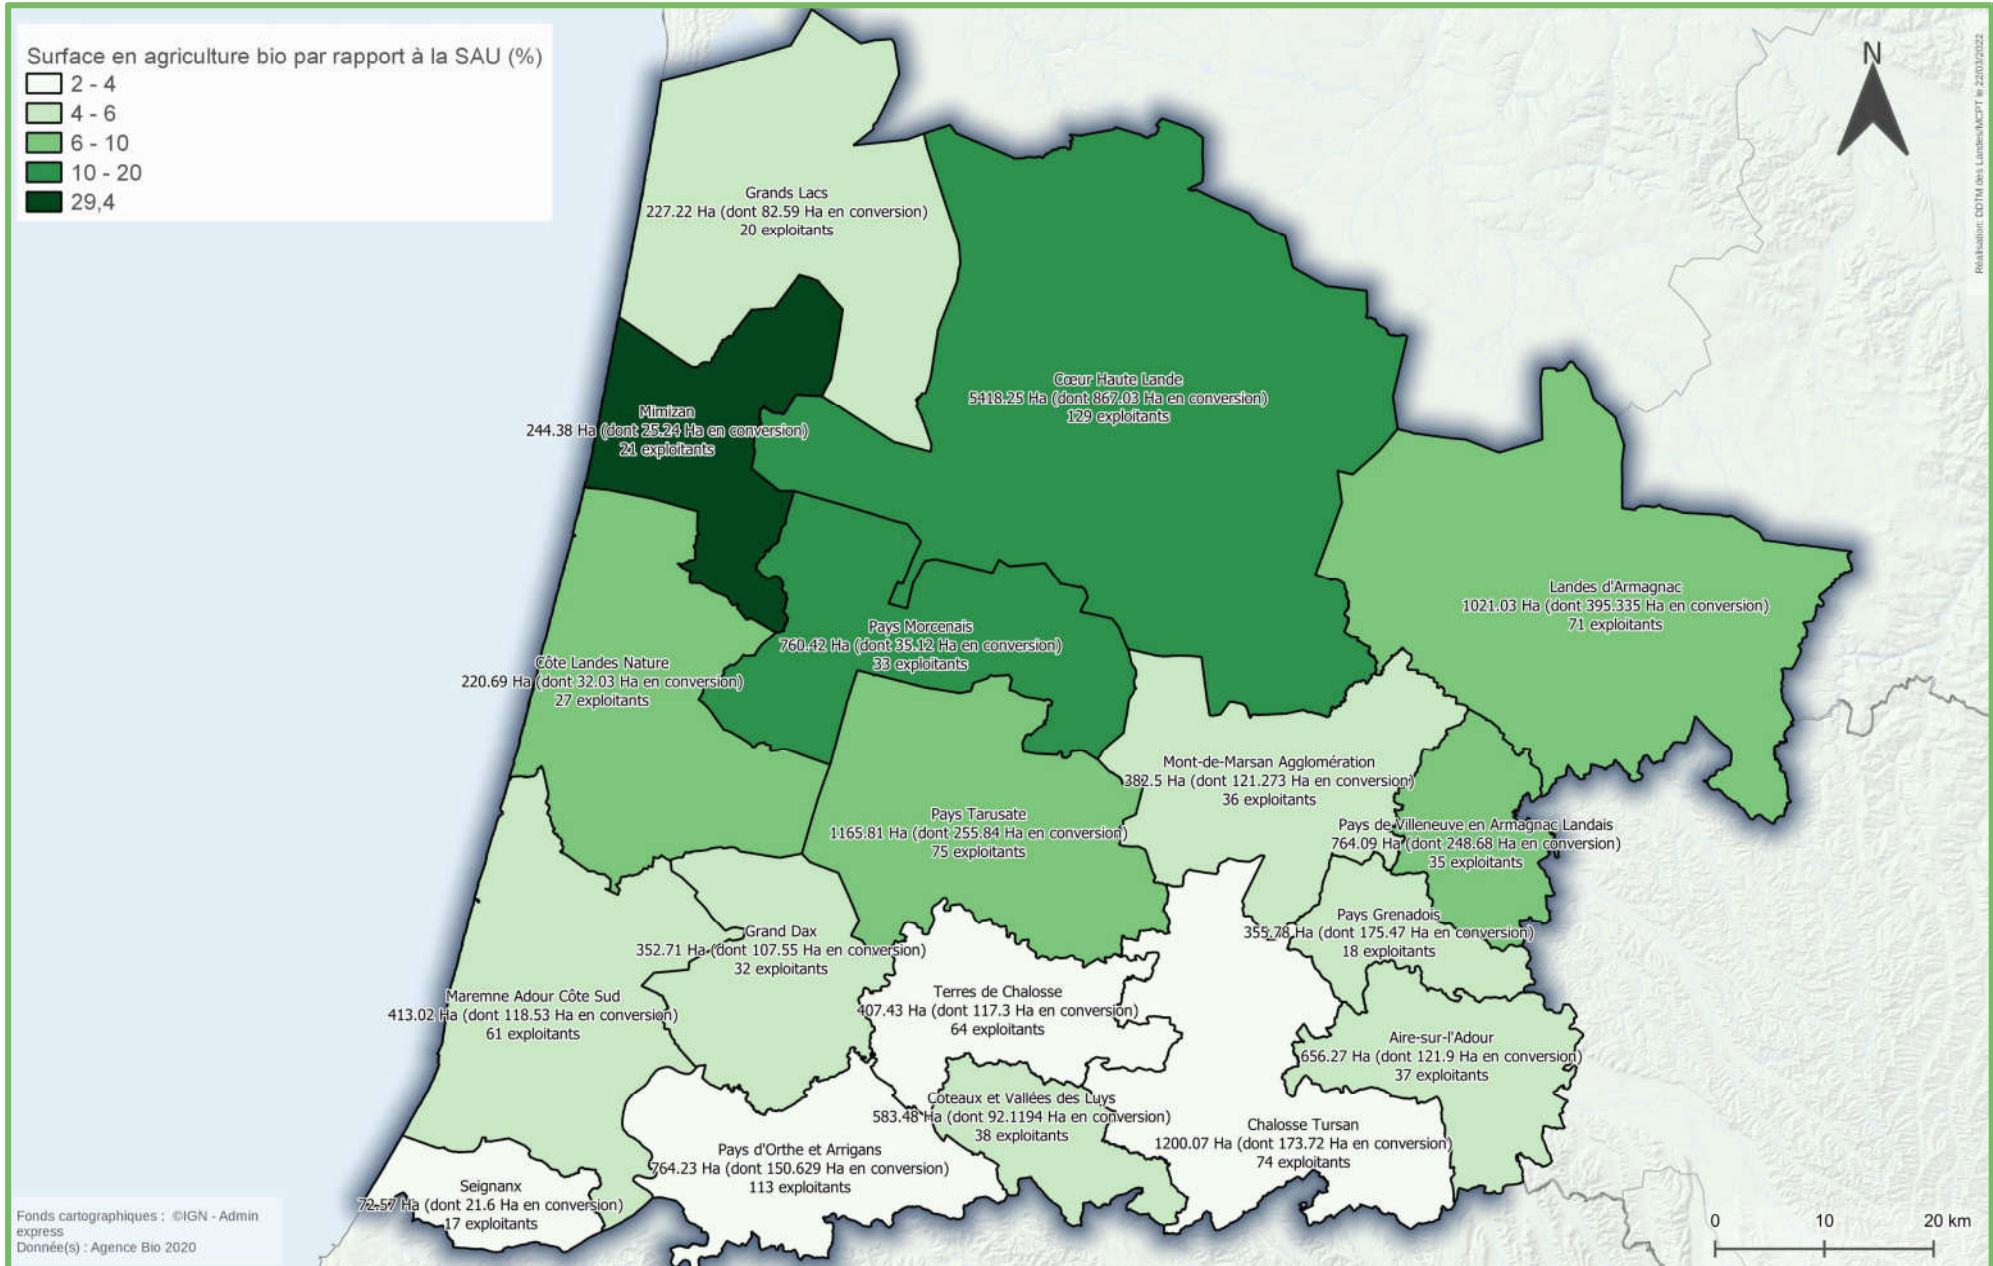 Surface en agriculture bio par rapport à la SAU (%)
2 - 4
4 - 6
6 - 10
10 - 20
29,4
N
Réalisation: DDTM des Landes/MCPT le 22/03/2022
Grands Lacs
227.22 Ha (dont 82.59 Ha en conversion)
20 exploitants
Cœur Haute Lande
5418.25 Ha (dont 867.03 Ha en conversion)
129 exploitants
Mimizan
244.38 Ha (dont 25.24 Ha en conversion)
21 exploitants
Landes d'Armagnac
1021.03 Ha (dont 395.335 Ha en conversion)
71 exploitants
Pays Morcenais
760.42 Ha (dont 35.12 Ha en conversion)
33 exploitants
Côte Landes Nature
220.69 Ha (dont 32.03 Ha en conversion)
27 exploitants
Mont-de-Marsan Agglomération
382.5 Ha (dont 121.273 Ha en conversion)
36 exploitants
Pays Tarusate
1165.81 Ha (dont 255.84 Ha en conversion)
75 exploitants
Pays de Villeneuve en Armagnac Landais
764.09 Ha (dont 248.68 Ha en conversion)
35 exploitants
Pays Grenadois
355.78 Ha (dont 175.47 Ha en conversion)
18 exploitants
Grand Dax
352.71 Ha (dont 107.55 Ha en conversion)
32 exploitants
Maremne Adour Côte Sud
413.02 Ha (dont 118.53 Ha en conversion)
61 exploitants
Terres de Chalosse
407.43 Ha (dont 117.3 Ha en conversion)
64 exploitants
Aire-sur-l'Adour
656.27 Ha (dont 121.9 Ha en conversion)
37 exploitants
Coteaux et Vallées des Luys
583.48 Ha (dont 92.1194 Ha en conversion)
38 exploitants
Chalosse Tursan
1200.07 Ha (dont 173.72 Ha en conversion)
74 exploitants
Pays d'Orthe et Arrigans
764.23 Ha (dont 150.629 Ha en conversion)
113 exploitants
Seignanx
72.57 Ha (dont 21.6 Ha en conversion)
17 exploitants
Fonds cartographiques : ©IGN - Admin
express
Donnée(s) : Agence Bio 2020
0 10 20 km